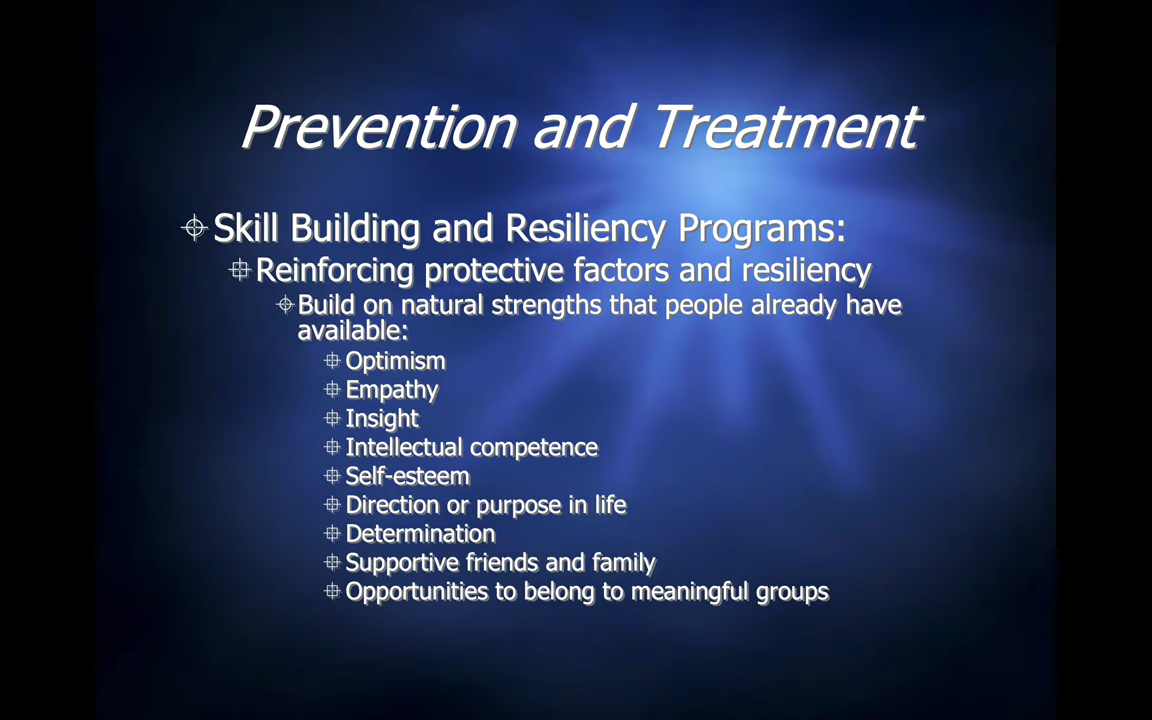 Prevention and Treatment
Skill Building and Resiliency Programs:
Reinforcing protective factors and resiliency
Build on natural strengths that people already have
available:
Optimism
Empathy
Insight
Intellectual competence
Self-esteem
Direction or purpose in life
Determination
Supportive friends and family
Opportunities to belong to meaningful groups